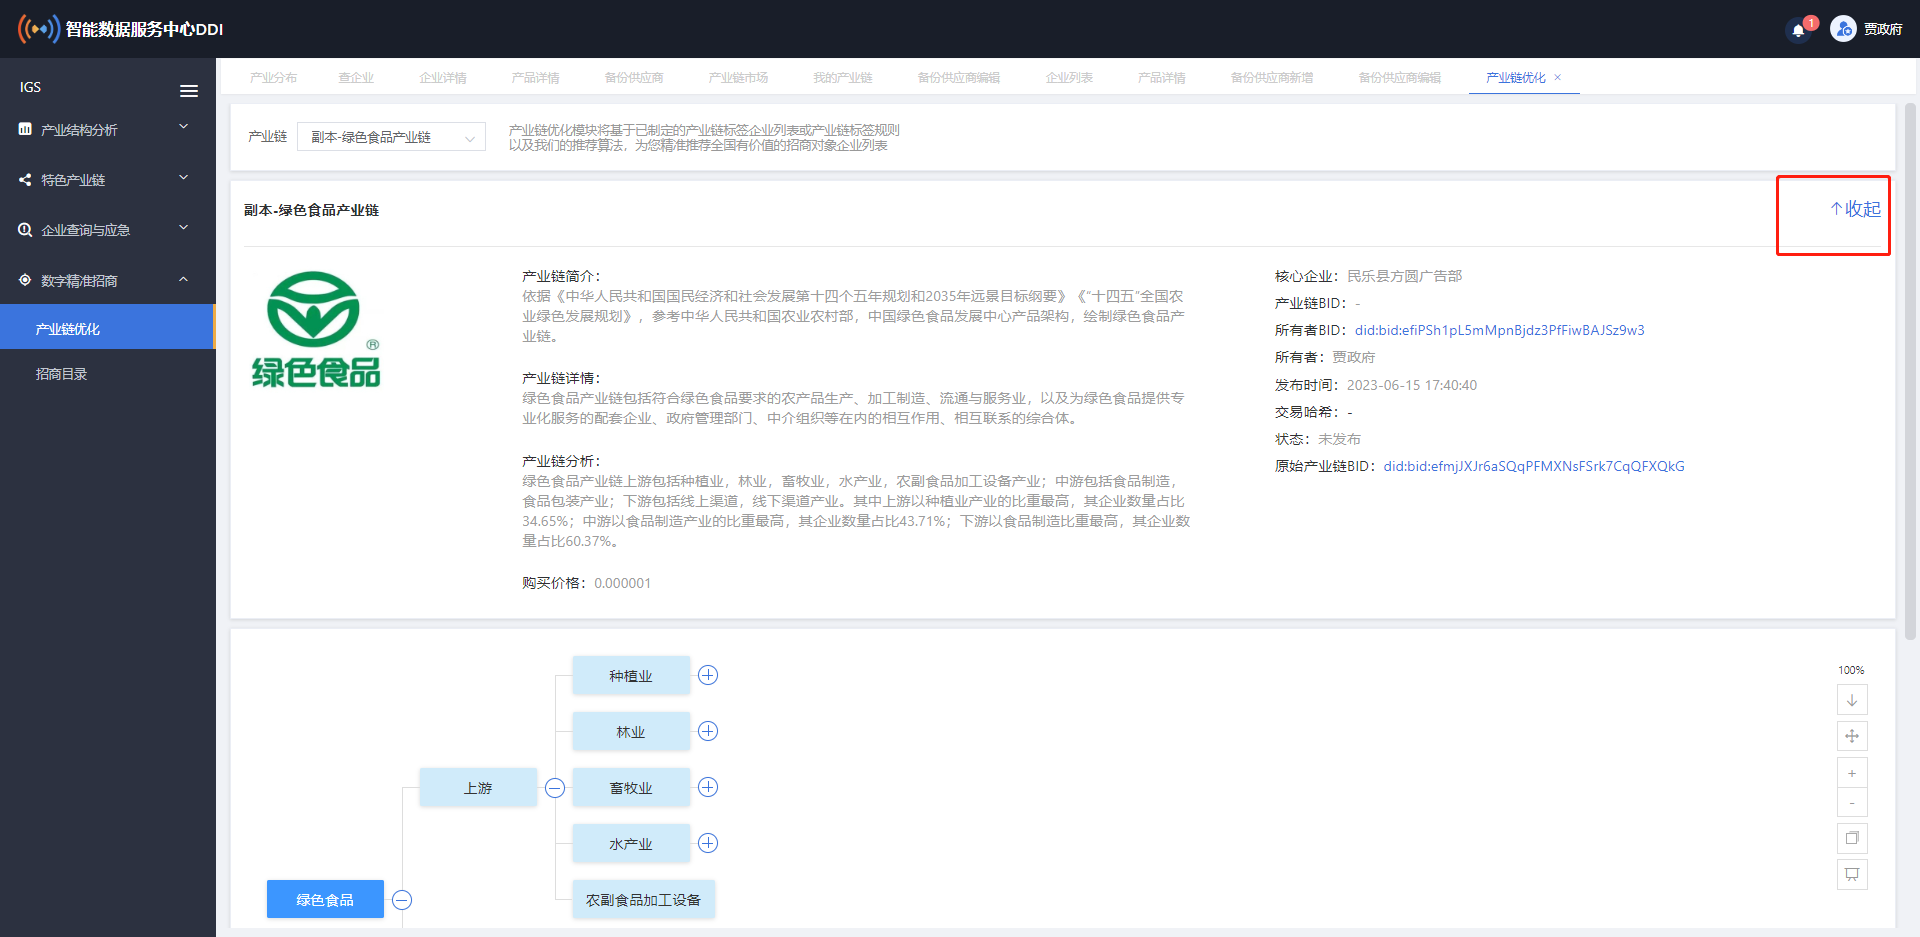 智能数据服务中心DDI
1
贾政府
IGS
产业结构分析
特色产业链
企业查询与应急
数字精准招商
产业链优化
招商目录
产业分布 查企业 企业详情 产品详情 备份供应商 产业链市场 我的产业链 备份供应商编辑 企业列表 产品详情 备份供应商新增 备份供应商编辑 产业链优化 ×
产业链 副本-绿色食品产业链
产业链优化模块将基于已制定的产业链标签企业列表或产业链标签规则
以及我们的推荐算法，为您精准推荐全国有价值的招商对象企业列表
副本-绿色食品产业链
↑收起
绿色食品
®
产业链简介：
依据《中华人民共和国国民经济和社会发展第十四个五年规划和2035年远景目标纲要》《“十四五”全国农
业绿色发展规划》，参考中华人民共和国农业农村部，中国绿色食品发展中心产品架构，绘制绿色食品产
业链。
产业链详情：
绿色食品产业链包括符合绿色食品要求的农产品生产、加工制造、流通与服务业，以及为绿色食品提供专
业化服务的配套企业、政府管理部门、中介组织等在内的相互作用、相互联系的综合体。
产业链分析：
绿色食品产业链上游包括种植业，林业，畜牧业，水产业，农副食品加工设备产业；中游包括食品制造，
食品包装产业；下游包括线上渠道，线下渠道产业。其中上游以种植业产业的比重最高，其企业数量占比
34.65%；中游以食品制造产业的比重最高，其企业数量占比43.71%；下游以食品制造比重最高，其企业数
量占比60.37%。
购买价格：0.000001
核心企业：民乐县方圆广告部
产业链BID：-
所有者BID：did:bid:efiPSh1pL5mMpnBjdz3PfFiwBAJSz9w3
所有者：贾政府
发布时间：2023-06-15 17:40:40
交易哈希：-
状态：未发布
原始产业链BID：did:bid:efmjJXJr6aSQqPFMXNsFSrk7CqQFXQkG
种植业
林业
上游
畜牧业
水产业
绿色食品
农副食品加工设备
100%
+
-